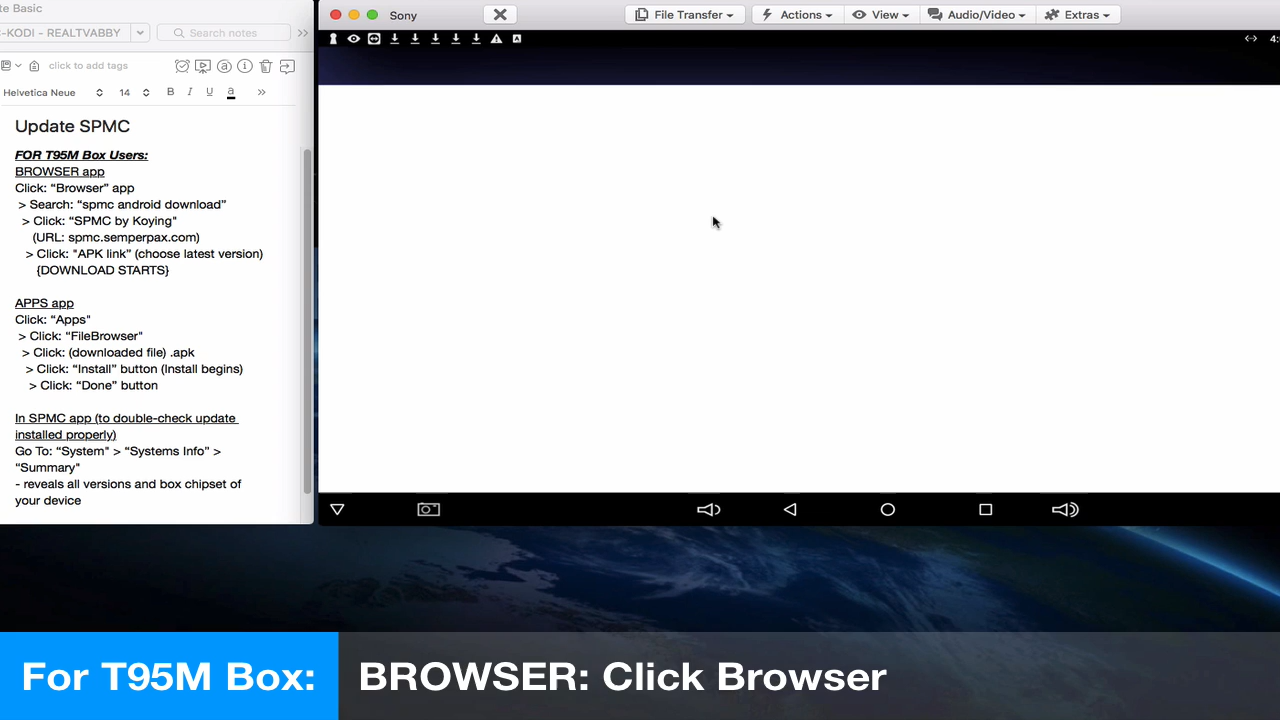 te Basic
-KODI - REALTVABBY
Search notes
click to add tags
Helvetica Neue 14 B I U a
Update SPMC
FOR T95M Box Users:
BROWSER app
Click: “Browser” app
> Search: “spmc android download”
> Click: “SPMC by Koying"
(URL: spmc.semperpax.com)
> Click: "APK link” (choose latest version)
{DOWNLOAD STARTS}
APPS app
Click: “Apps"
> Click: “FileBrowser"
> Click: (downloaded file) .apk
> Click: “Install” button (Install begins)
> Click: “Done” button
In SPMC app (to double-check update
installed properly)
Go To: “System" > “Systems Info” >
“Summary"
- reveals all versions and box chipset of
your device
Sony
File Transfer
Actions
View
Audio/Video
Extras
4:
For T95M Box:
BROWSER: Click Browser